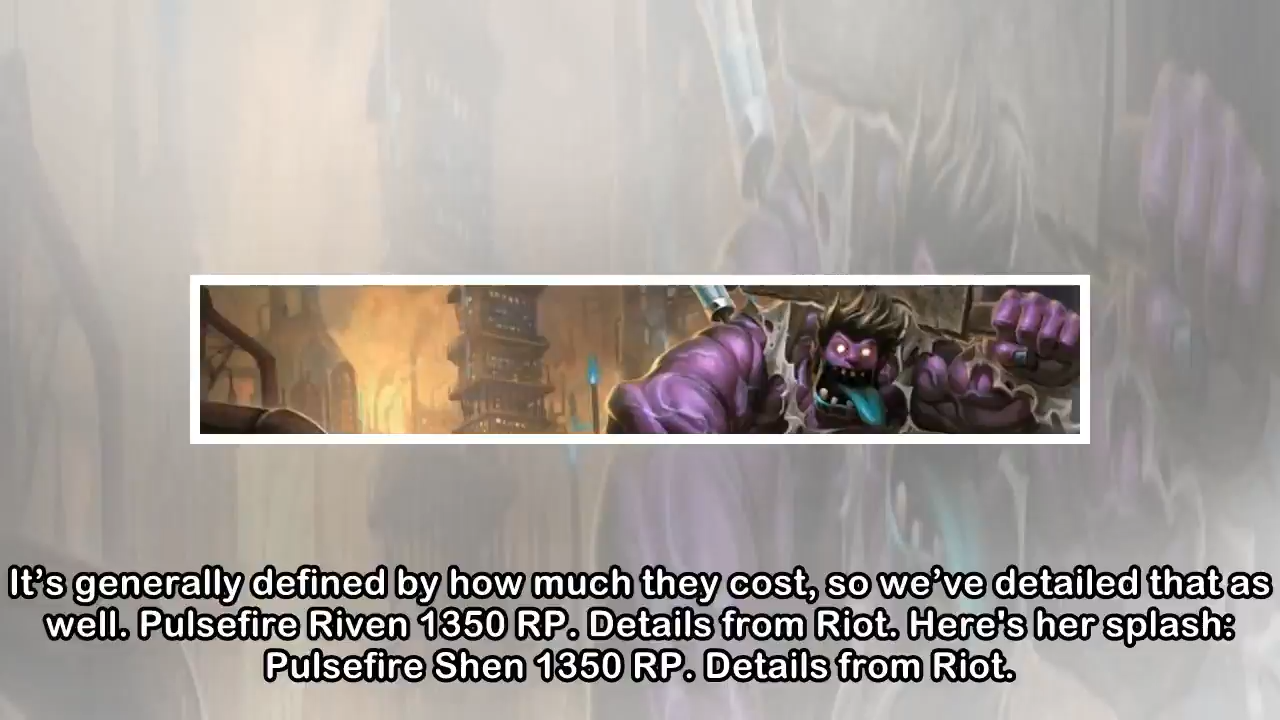 It’s generally defined by how much they cost, so we’ve detailed that as
well. Pulsefire Riven 1350 RP. Details from Riot. Here's her splash:
Pulsefire Shen 1350 RP. Details from Riot.